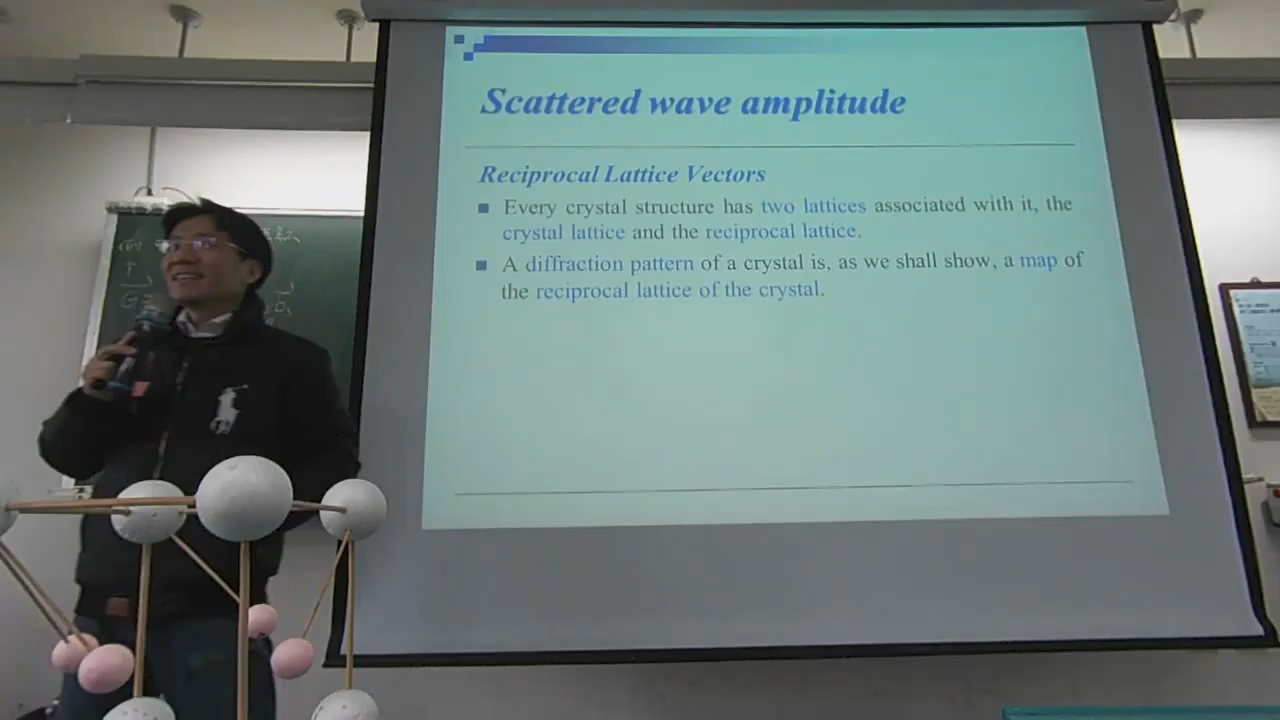 Scattered wave amplitude
Reciprocal Lattice Vectors
Every crystal structure has two lattices associated with it, the
crystal lattice and the reciprocal lattice.
A diffraction pattern of a crystal is, as we shall show, a map of
the reciprocal lattice of the crystal.